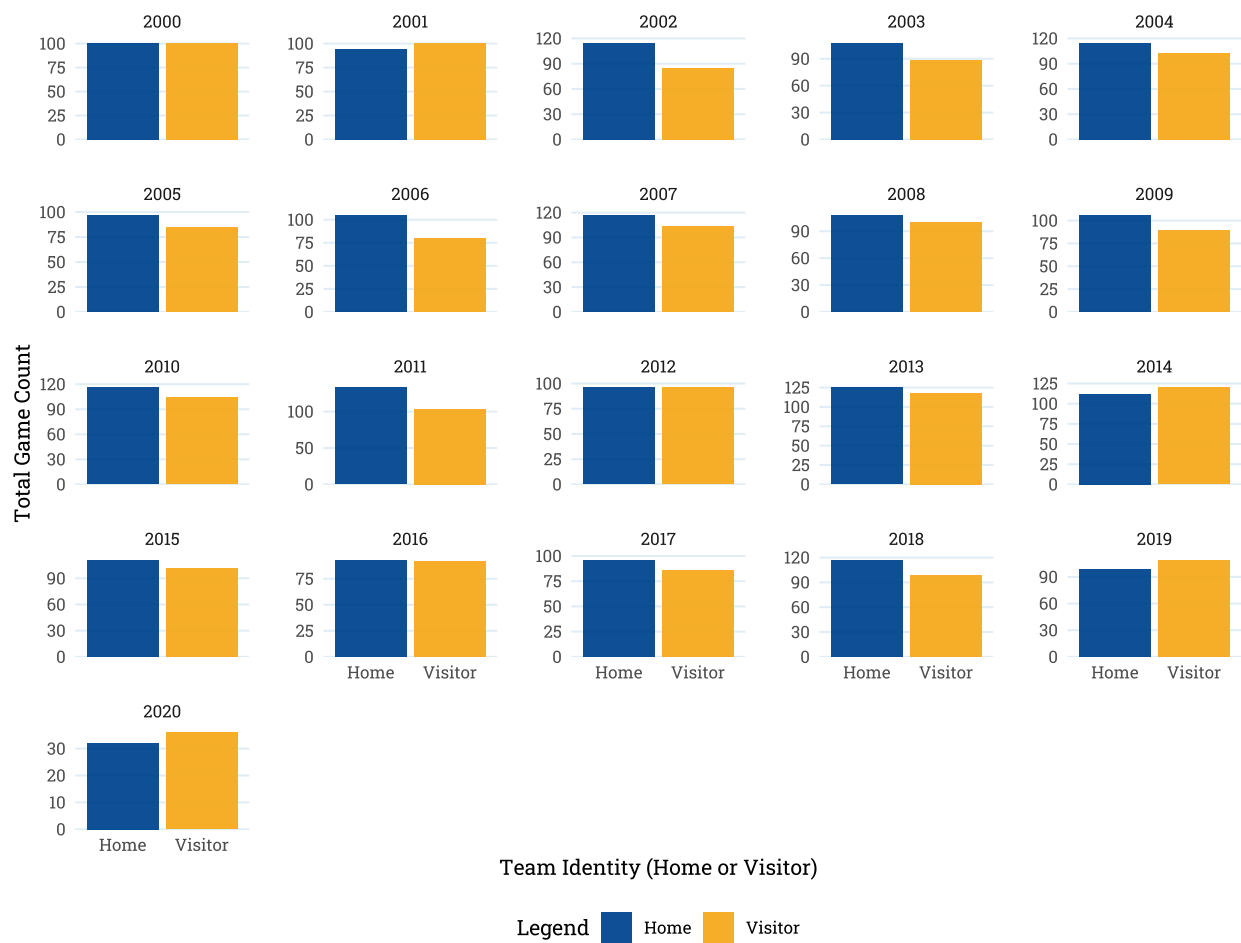 2000 2001 2002 2003 2004
100 100 120 90 120
75 75 90 60 90
50 50 60 30 60
25 25 30 0 30
0 0 0 0
2005 2006 2007 2008 2009
100 100 120 90 100
75 75 90 60 75
50 50 60 30 50
25 25 30 0 25
0 0 0 0
2010 2011 2012 2013 2014
120 100 100 125 125
90 50 75 100 100
60 0 50 75 75
30 25 50 50
0 0 25 25
0 0
2015 2016 2017 2018 2019
90 75 100 120 90
60 50 75 90 60
30 25 50 60 30
0 0 25 30 0
0 0
Home Visitor Home Visitor Home Visitor Home Visitor
2020
30
20
10
0
Home Visitor
Total Game Count
Team Identity (Home or Visitor)
Legend Home Visitor